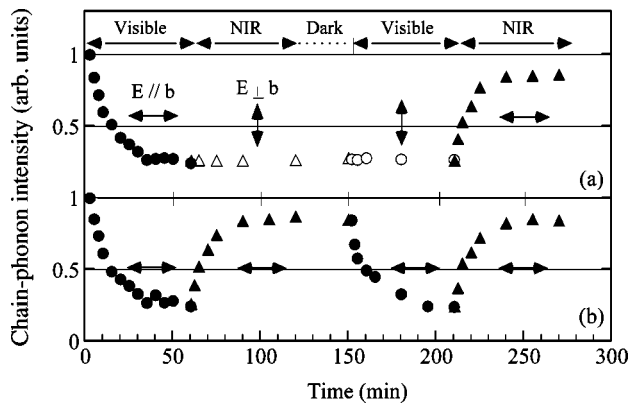 Visible NIR Dark Visible NIR
Chain-phonon intensity (arb. units)
1
E // b
E ⊥ b
0.5
(a)
1
0.5
(b)
0
0 50 100 150 200 250 300
Time (min)